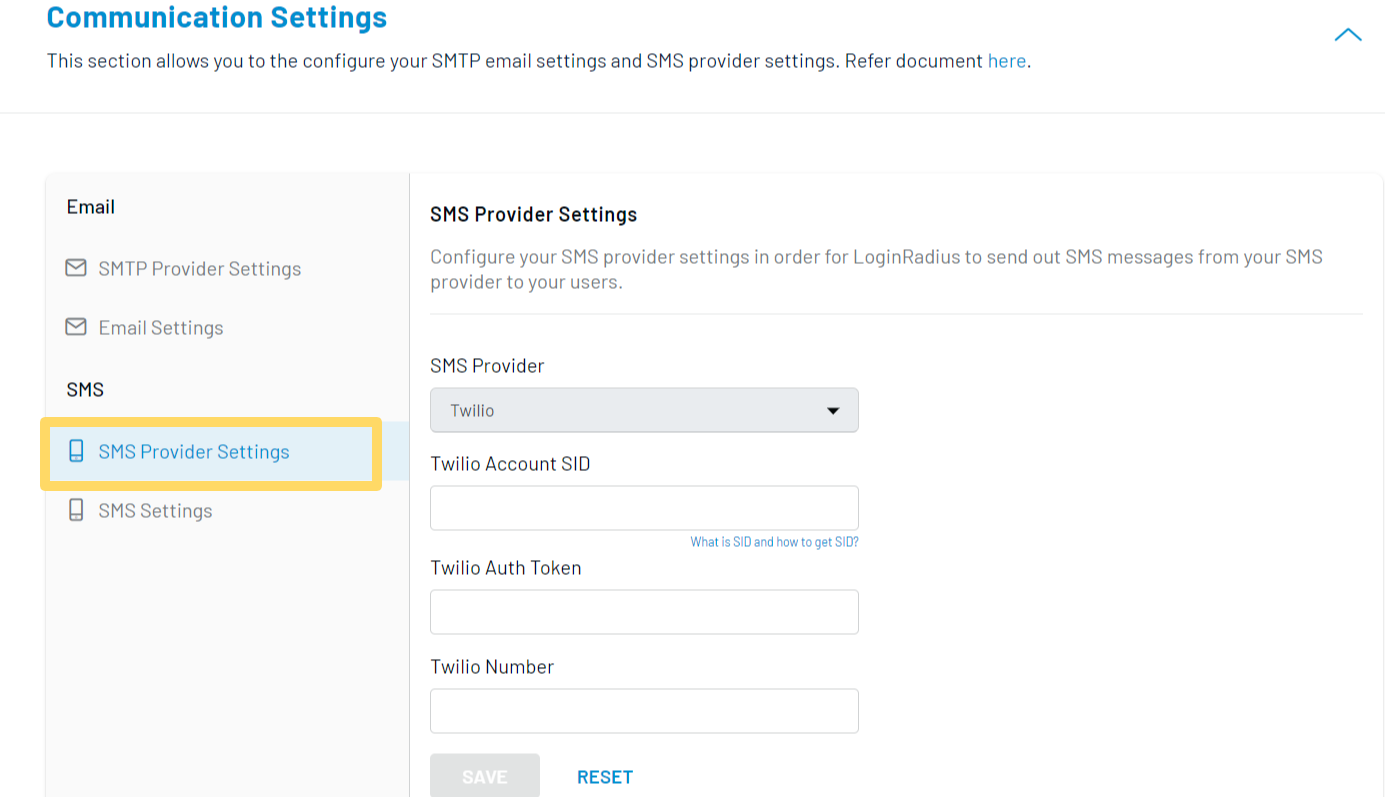 Communication Settings
This section allows you to the configure your SMTP email settings and SMS provider settings. Refer document here.
Email
SMTP Provider Settings
Email Settings
SMS
SMS Provider Settings
SMS Settings
SMS Provider Settings
Configure your SMS provider settings in order for LoginRadius to send out SMS messages from your SMS
provider to your users.
SMS Provider
Twilio
Twilio Account SID
What is SID and how to get SID?
Twilio Auth Token
Twilio Number
SAVE
RESET